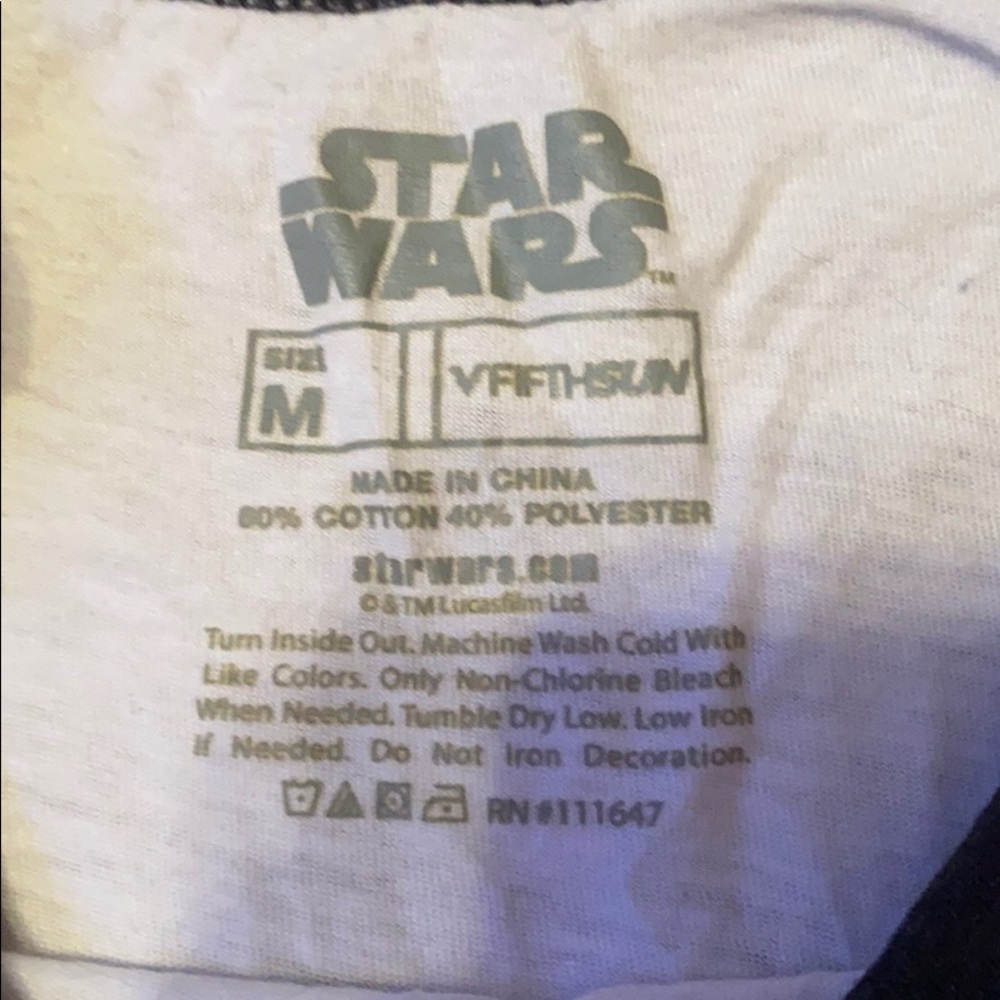 STAR
WARS
TM
SIZE
M
FIFTHSUN
MADE IN CHINA
60% COTTON 40% POLYESTER
starwars.com
© & TM Lucasfilm Ltd.
Turn Inside Out. Machine Wash Cold With
Like Colors. Only Non-Chlorine Bleach
When Needed. Tumble Dry Low. Low Iron
If Needed. Do Not Iron Decoration.
RN #111647